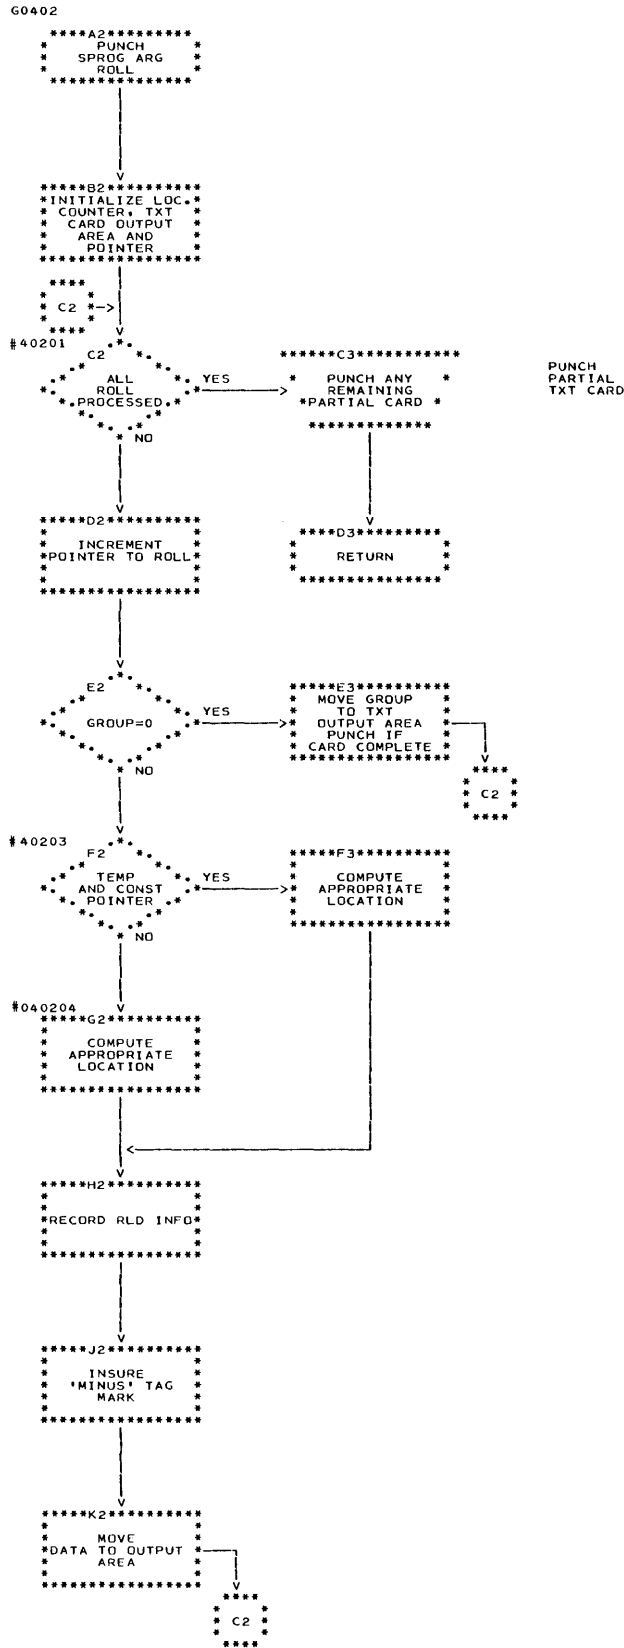 G0402
A2
PUNCH
SPROG ARG
ROLL
B2
INITIALIZE LOC.
COUNTER, TXT
CARD OUTPUT
AREA AND
POINTER
C2
#40201
C2
ALL
ROLL
PROCESSED
YES
NO
C3
PUNCH ANY
REMAINING
PARTIAL CARD
PUNCH
PARTIAL
TXT CARD
D2
INCREMENT
POINTER TO ROLL
D3
RETURN
E2
GROUP=0
YES
NO
E3
MOVE GROUP
TO TXT
OUTPUT AREA
PUNCH IF
CARD COMPLETE
C2
#40203
F2
TEMP
AND CONST
POINTER
YES
NO
F3
COMPUTE
APPROPRIATE
LOCATION
#040204
G2
COMPUTE
APPROPRIATE
LOCATION
H2
RECORD RLD INFO
J2
INSURE
'MINUS' TAG
MARK
K2
MOVE
DATA TO OUTPUT
AREA
C2